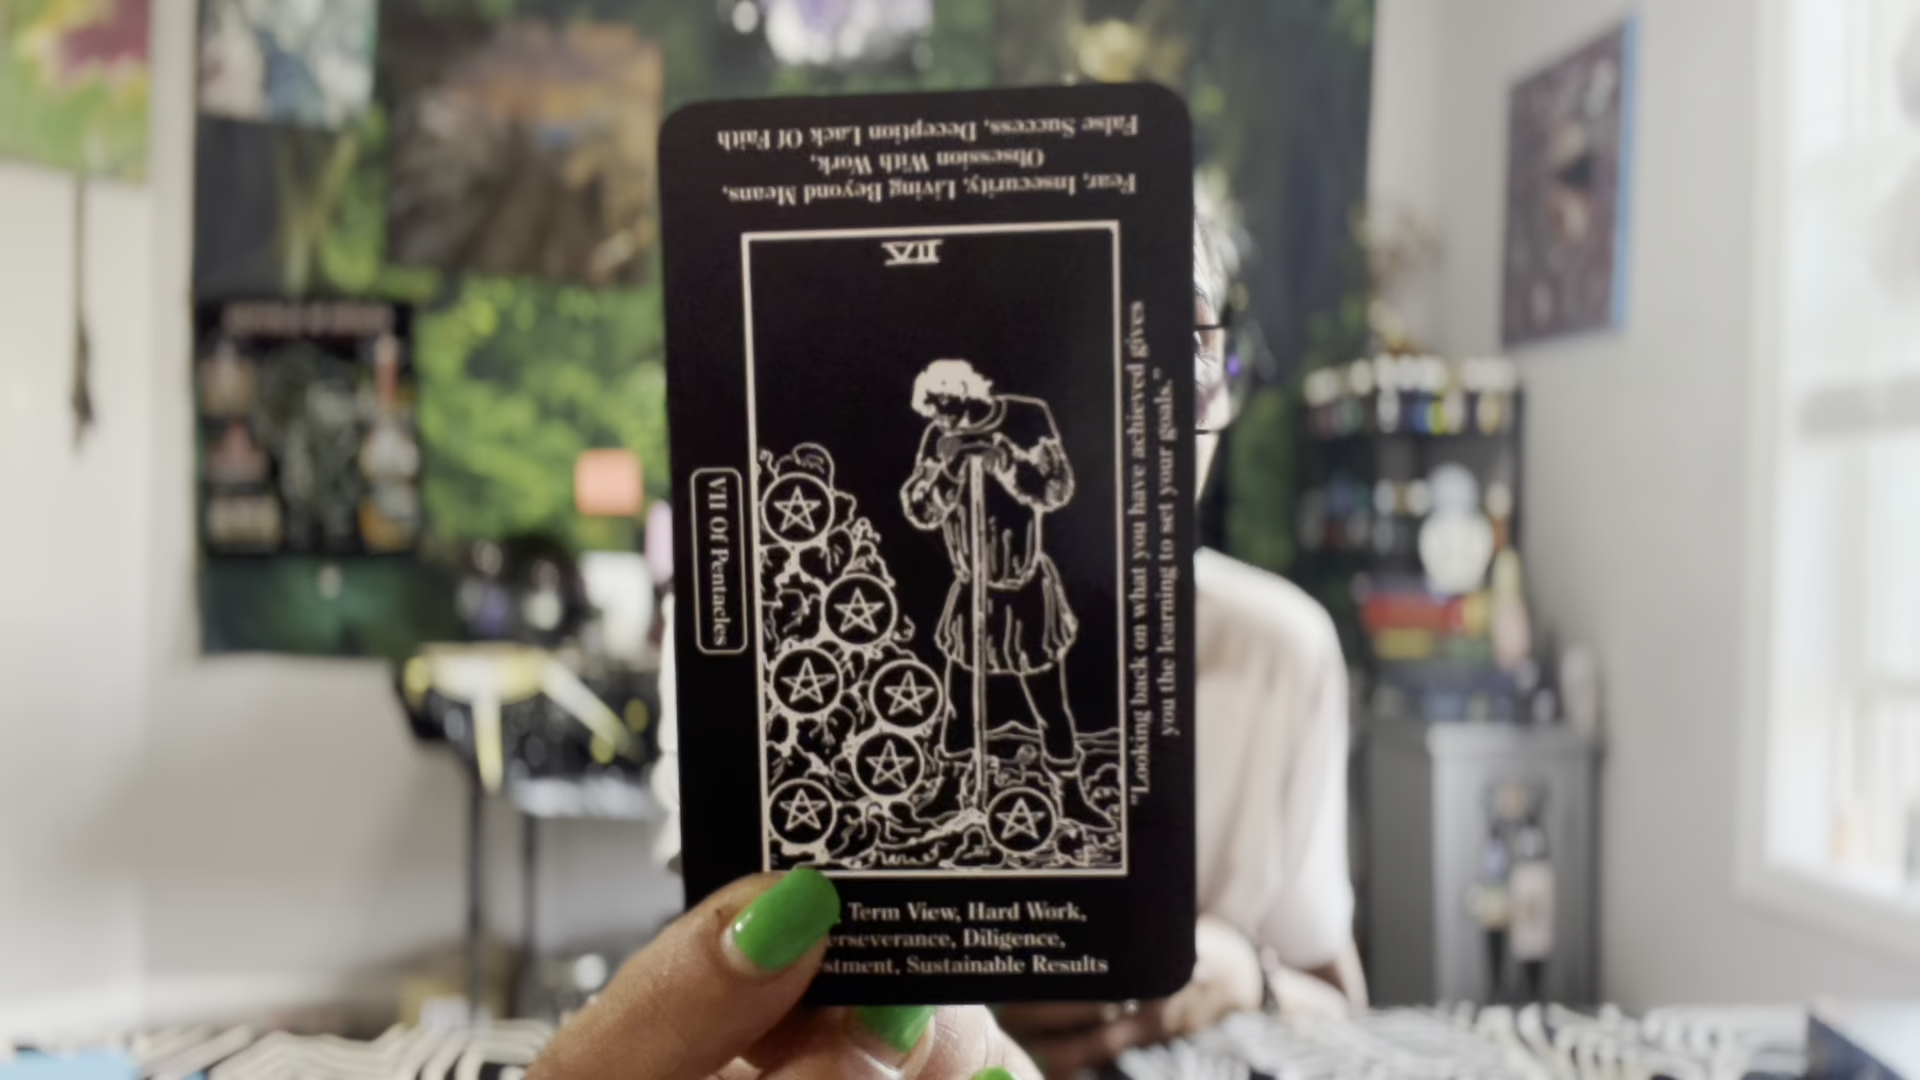 False Success, Deception Lack Of Faith
Obsession With Work,
Fear, Insecurity, Living Beyond Means,
VII
VII Of Pentacles
"Looking back on what you have achieved gives
you the learning to set your goals."
Term View, Hard Work,
erseverance, Diligence,
stment, Sustainable Results